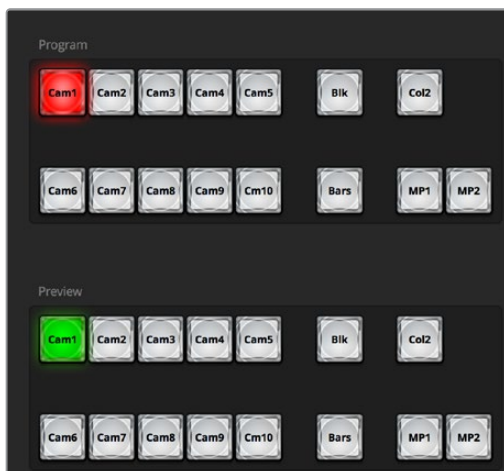 Program
Cam1 Cam2 Cam3 Cam4 Cam5 Blk Col2
Cam6 Cam7 Cam8 Cam9 Cm10 Bars MP1 MP2
Preview
Cam1 Cam2 Cam3 Cam4 Cam5 Blk Col2
Cam6 Cam7 Cam8 Cam9 Cm10 Bars MP1 MP2